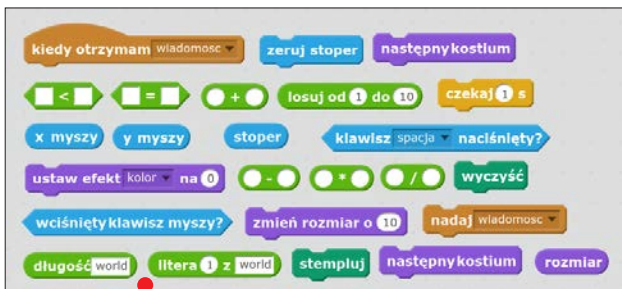 kiedy otrzymam wiadomosc zeruj stoper następny kostium
< = + losuj od 1 do 10 czekaj 1 s
x myszy y myszy stoper klawisz spacja naciśnięty?
ustaw efekt kolor na 0 - * / wyczyść
wciśnięty klawisz myszy? zmień rozmiar o 10 nadaj wiadomosc
długość world litera 1 z world stempluj następny kostium rozmiar